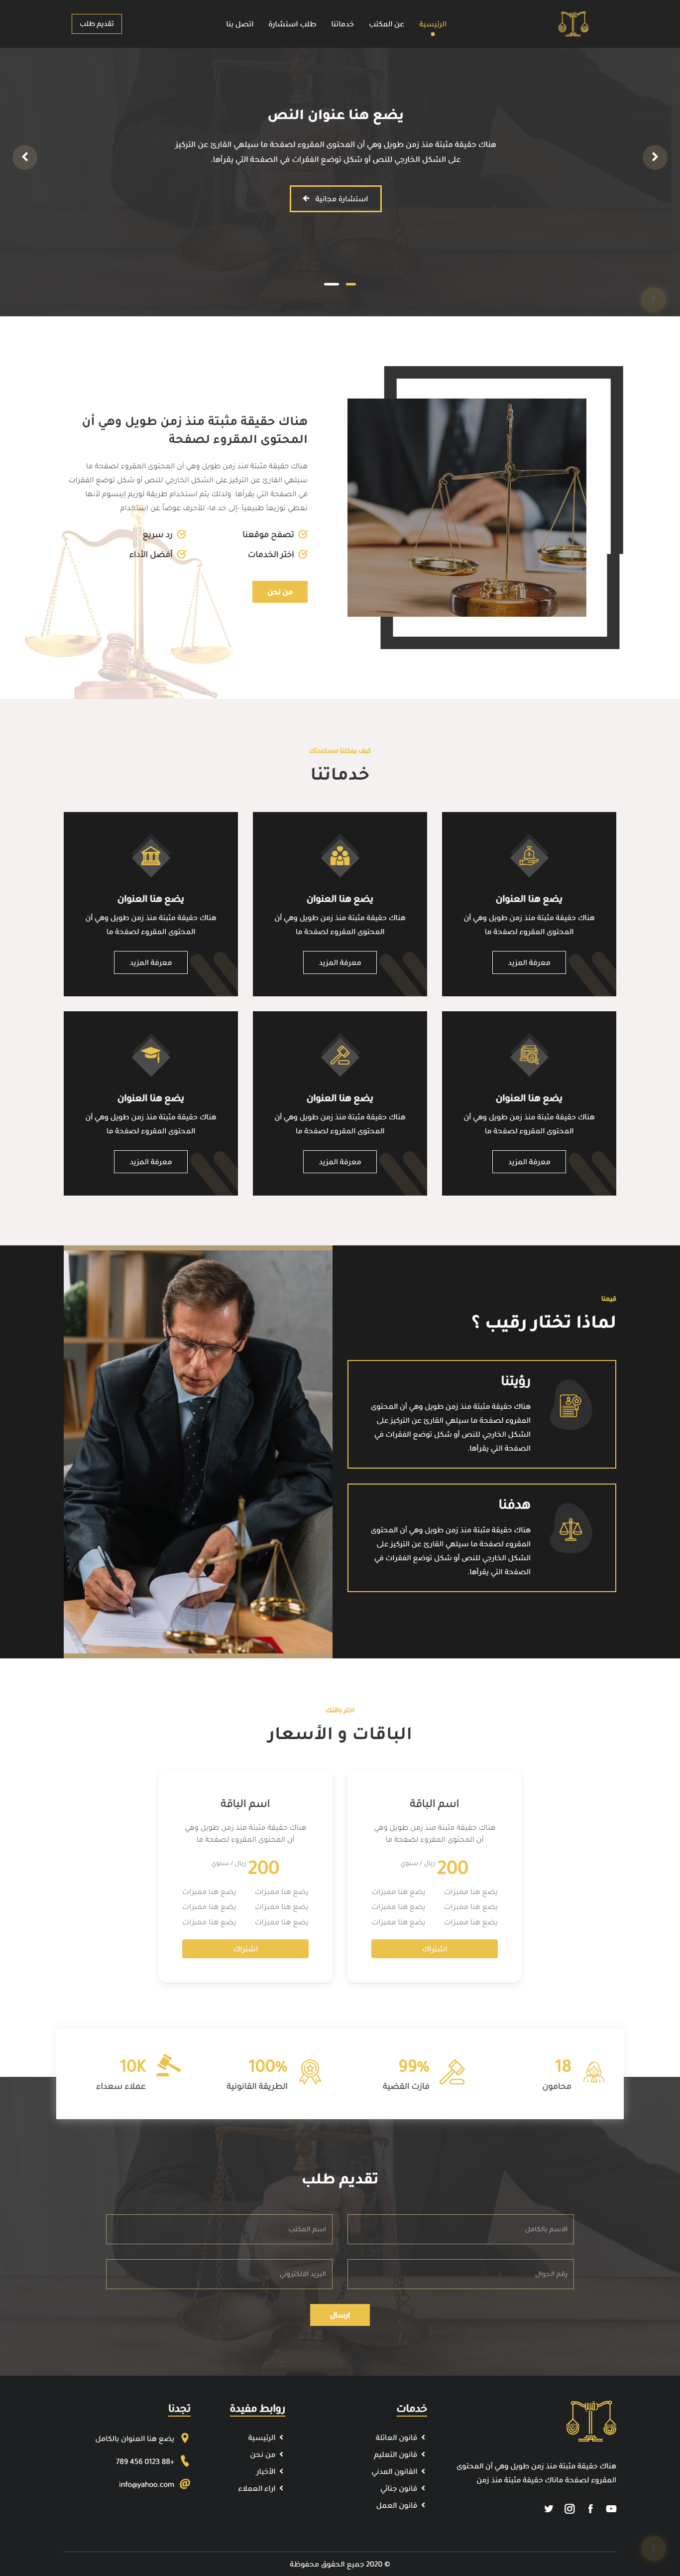 الرئيسية
عن المكتب
خدماتنا
طلب استشارة
اتصل بنا
تقديم طلب
يضع هنا عنوان النص
هناك حقيقة مثبتة منذ زمن طويل وهي أن المحتوى المقروء لصفحة ما سيلهي القارئ عن التركيز
على الشكل الخارجي للنص أو شكل توضع الفقرات في الصفحة التي يقرأها.
استشارة مجانية
هناك حقيقة مثبتة منذ زمن طويل وهي أن
المحتوى المقروء لصفحة
هناك حقيقة مثبتة منذ زمن طويل وهي أن المحتوى المقروء لصفحة ما
سيلهي القارئ عن التركيز على الشكل الخارجي للنص أو شكل توضع الفقرات
في الصفحة التي يقرأها. ولذلك يتم استخدام طريقة لوريم إيبسوم لأنها
تعطي توزيعاَ طبيعياَ -إلى حد ما- للأحرف عوضاً عن استخدام
تصفح موقعنا
رد سريع
اختر الخدمات
أفضل الأداء
من نحن
كيف يمكننا مساعدتك
خدماتنا
يضع هنا العنوان
هناك حقيقة مثبتة منذ زمن طويل وهي أن
المحتوى المقروء لصفحة ما
معرفة المزيد
يضع هنا العنوان
هناك حقيقة مثبتة منذ زمن طويل وهي أن
المحتوى المقروء لصفحة ما
معرفة المزيد
يضع هنا العنوان
هناك حقيقة مثبتة منذ زمن طويل وهي أن
المحتوى المقروء لصفحة ما
معرفة المزيد
يضع هنا العنوان
هناك حقيقة مثبتة منذ زمن طويل وهي أن
المحتوى المقروء لصفحة ما
معرفة المزيد
يضع هنا العنوان
هناك حقيقة مثبتة منذ زمن طويل وهي أن
المحتوى المقروء لصفحة ما
معرفة المزيد
يضع هنا العنوان
هناك حقيقة مثبتة منذ زمن طويل وهي أن
المحتوى المقروء لصفحة ما
معرفة المزيد
قيمنا
لماذا تختار رقيب ؟
رؤيتنا
هناك حقيقة مثبتة منذ زمن طويل وهي أن المحتوى
المقروء لصفحة ما سيلهي القارئ عن التركيز على
الشكل الخارجي للنص أو شكل توضع الفقرات في
الصفحة التي يقرأها.
هدفنا
هناك حقيقة مثبتة منذ زمن طويل وهي أن المحتوى
المقروء لصفحة ما سيلهي القارئ عن التركيز على
الشكل الخارجي للنص أو شكل توضع الفقرات في
الصفحة التي يقرأها.
اختر باقتك
الباقات و الأسعار
اسم الباقة
هناك حقيقة مثبتة منذ زمن طويل وهي
أن المحتوى المقروء لصفحة ما
200 ريال / سنوي
يضع هنا مميزات يضع هنا مميزات
يضع هنا مميزات يضع هنا مميزات
يضع هنا مميزات يضع هنا مميزات
اشتراك
اسم الباقة
هناك حقيقة مثبتة منذ زمن طويل وهي
أن المحتوى المقروء لصفحة ما
200 ريال / سنوي
يضع هنا مميزات يضع هنا مميزات
يضع هنا مميزات يضع هنا مميزات
يضع هنا مميزات يضع هنا مميزات
اشتراك
18
محامون
99%
فازت القضية
100%
الطريقة القانونية
10K
عملاء سعداء
تقديم طلب
الاسم بالكامل
اسم المكتب
رقم الجوال
البريد الالكتروني
ارسال
هناك حقيقة مثبتة منذ زمن طويل وهي أن المحتوى
المقروء لصفحة ماناك حقيقة مثبتة منذ زمن
خدمات
قانون العائلة
قانون التعليم
القانون المدني
قانون جنائي
قانون العمل
روابط مفيدة
الرئيسية
من نحن
الأخبار
اراء العملاء
تجدنا
يضع هنا العنوان بالكامل
+88 0123 456 789
info@yahoo.com
© 2020 جميع الحقوق محفوظة